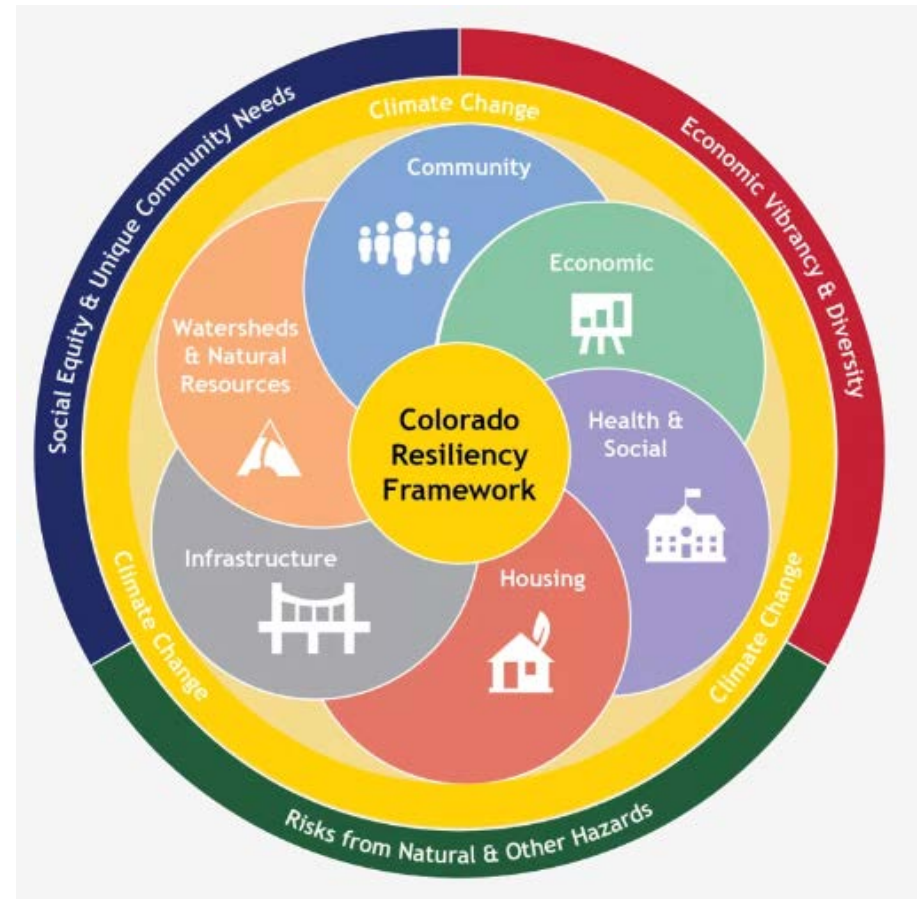 Climate Change
Social Equity & Unique Community Needs
Economic Vibrancy & Diversity
Community
Economic
Watersheds
& Natural
Resources
Colorado
Resiliency
Framework
Health &
Social
Infrastructure
Housing
Climate Change
Climate Change
Risks from Natural & Other Hazards